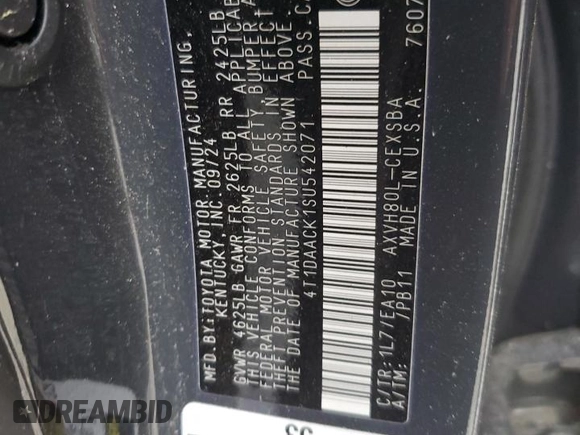 MFD. BY: TOYOTA MOTOR MANUFACTURING,
KENTUCKY, INC. 09/24
GVWR 4625LB GAWR FR 2625LB RR 2425LB
THIS VEHICLE CONFORMS TO ALL
FEDERAL MOTOR VEHICLE SAFETY, BUMPER,
THEFT PREVENTION STANDARDS IN EFFECT
THE DATE OF MANUFACTURE SHOWN ABOVE.
4T1DAACK1SU542071 PASS.
C/TR: 1L7/EA10 AXVH80L-CEXSBA
A/TM: /PB11 MADE IN U.S.A. 7607
DREAMBID